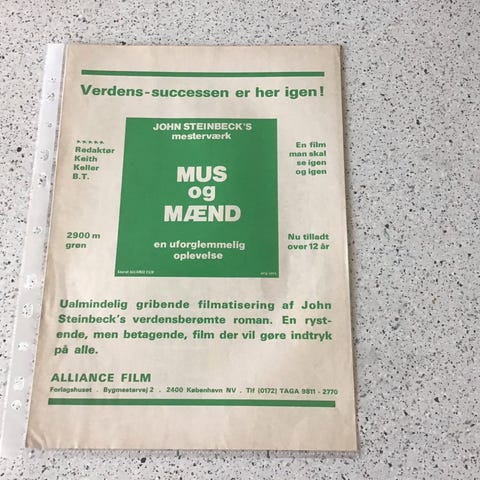 Verdens-successen er her igen!
JOHN STEINBECK'S
mesterværk
Redaktør
Keith
Keller
B.T.
En film
man skal
se igen
og igen
MUS
og
MÆND
2900 m
grøn
Nu tilladt
over 12 år
en uforglemmelig
oplevelse
ALLIANCE FILM
Ualmindelig gribende filmatisering af John
Steinbeck's verdensberømte roman. En ryst-
ende, men betagende, film der vil gøre indtryk
på alle.
ALLIANCE FILM
Forlagshuset . Bygmestervej 2 . 2400 København NV . Tlf (0172) TAGA 9811 - 2770